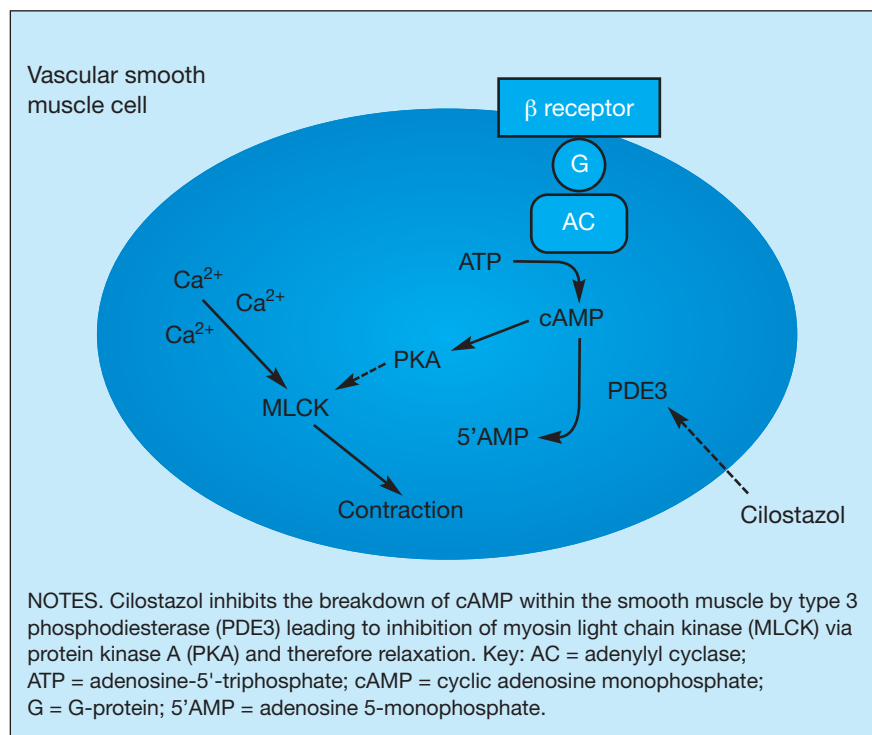 Vascular smooth
muscle cell
β receptor
G
AC
ATP
Ca²⁺
Ca²⁺
Ca²⁺
cAMP
PKA
MLCK
PDE3
5’AMP
Contraction
Cilostazol
NOTES. Cilostazol inhibits the breakdown of cAMP within the smooth muscle by type 3
phosphodiesterase (PDE3) leading to inhibition of myosin light chain kinase (MLCK) via
protein kinase A (PKA) and therefore relaxation. Key: AC = adenylyl cyclase;
ATP = adenosine-5'-triphosphate; cAMP = cyclic adenosine monophosphate;
G = G-protein; 5’AMP = adenosine 5-monophosphate.